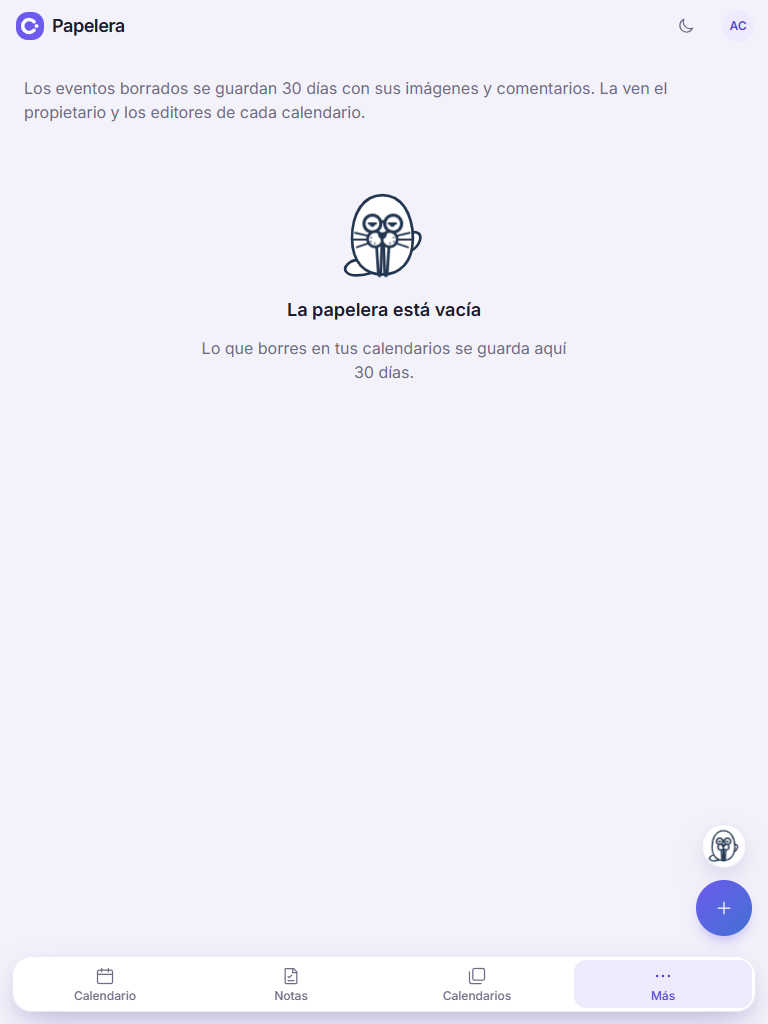 Papelera
AC
Los eventos borrados se guardan 30 días con sus imágenes y comentarios. La ven el
propietario y los editores de cada calendario.
La papelera está vacía
Lo que borres en tus calendarios se guarda aquí
30 días.
Calendario
Notas
Calendarios
Más